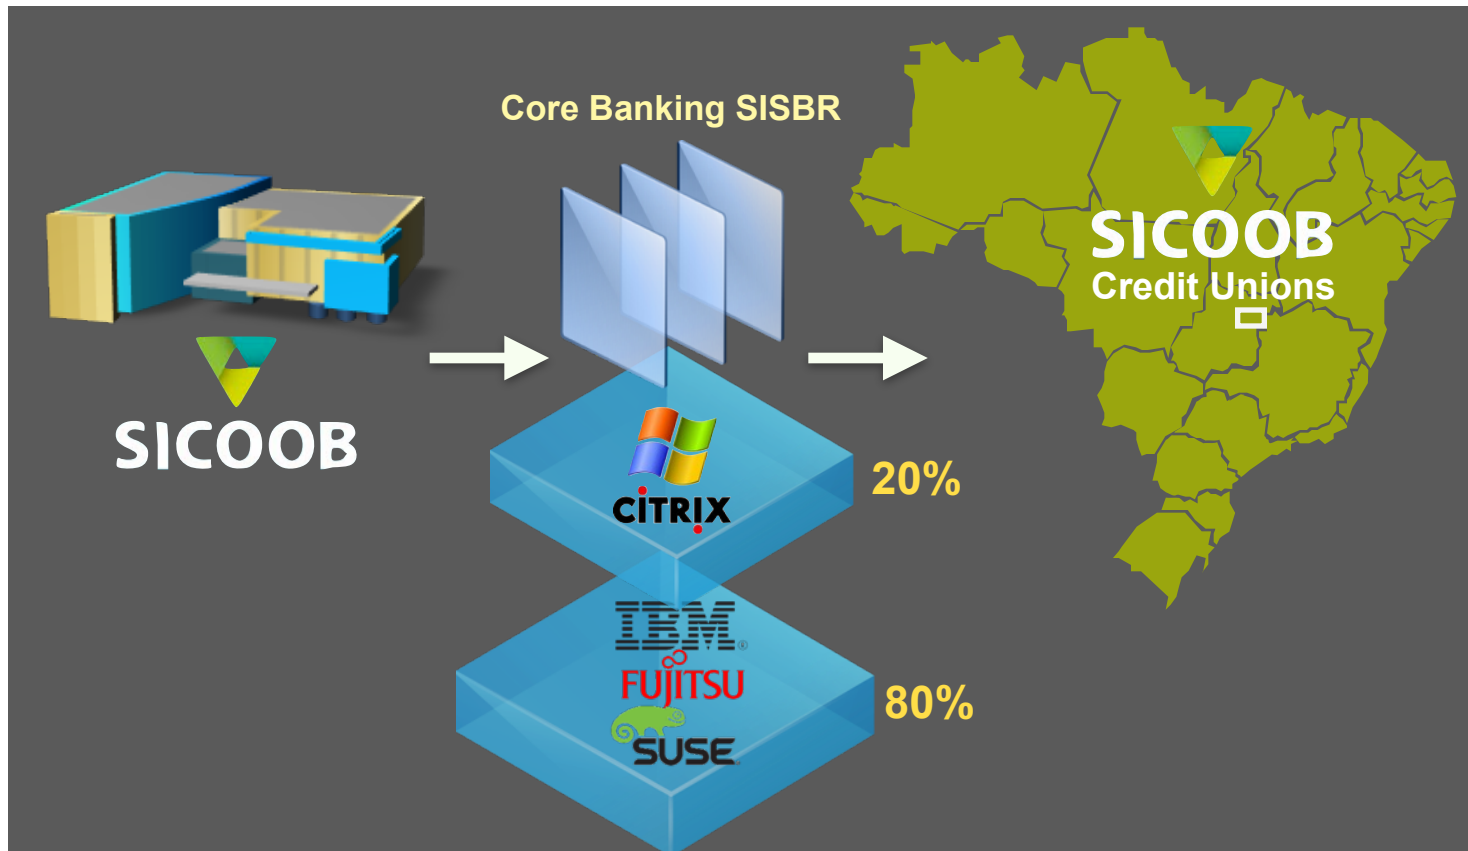 Core Banking SISBR
SICOOB
SICOOB
Credit Unions
CITRIX
20%
IBM®
FUJITSU
SUSE
80%